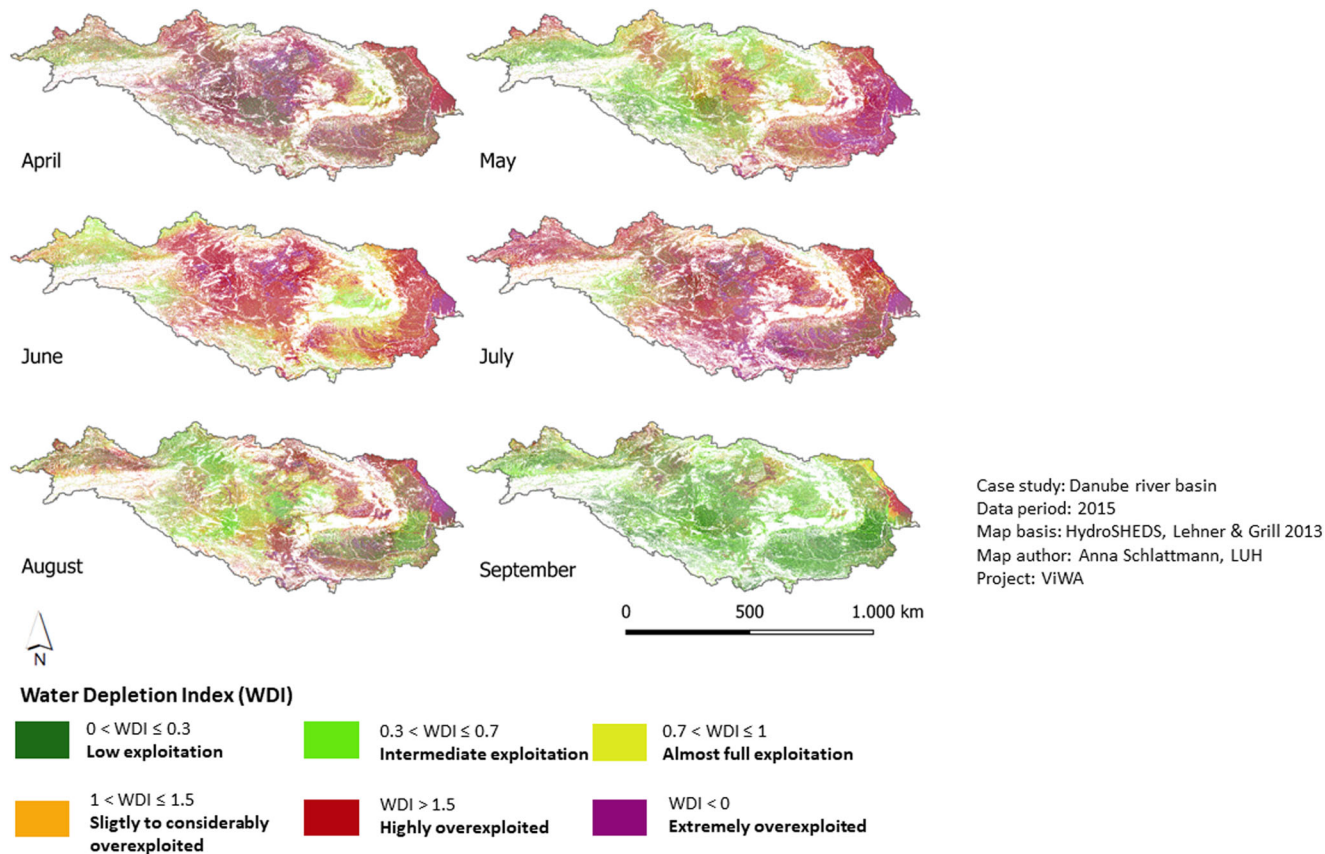 April
May
June
July
August
September
Case study: Danube river basin
Data period: 2015
Map basis: HydroSHEDS, Lehner & Grill 2013
Map author: Anna Schlattmann, LUH
Project: ViWA
0 500 1.000 km
N
Water Depletion Index (WDI)
0 < WDI ≤ 0.3
Low exploitation
0.3 < WDI ≤ 0.7
Intermediate exploitation
0.7 < WDI ≤ 1
Almost full exploitation
1 < WDI ≤ 1.5
Sligtly to considerably
overexploited
WDI > 1.5
Highly overexploited
WDI < 0
Extremely overexploited